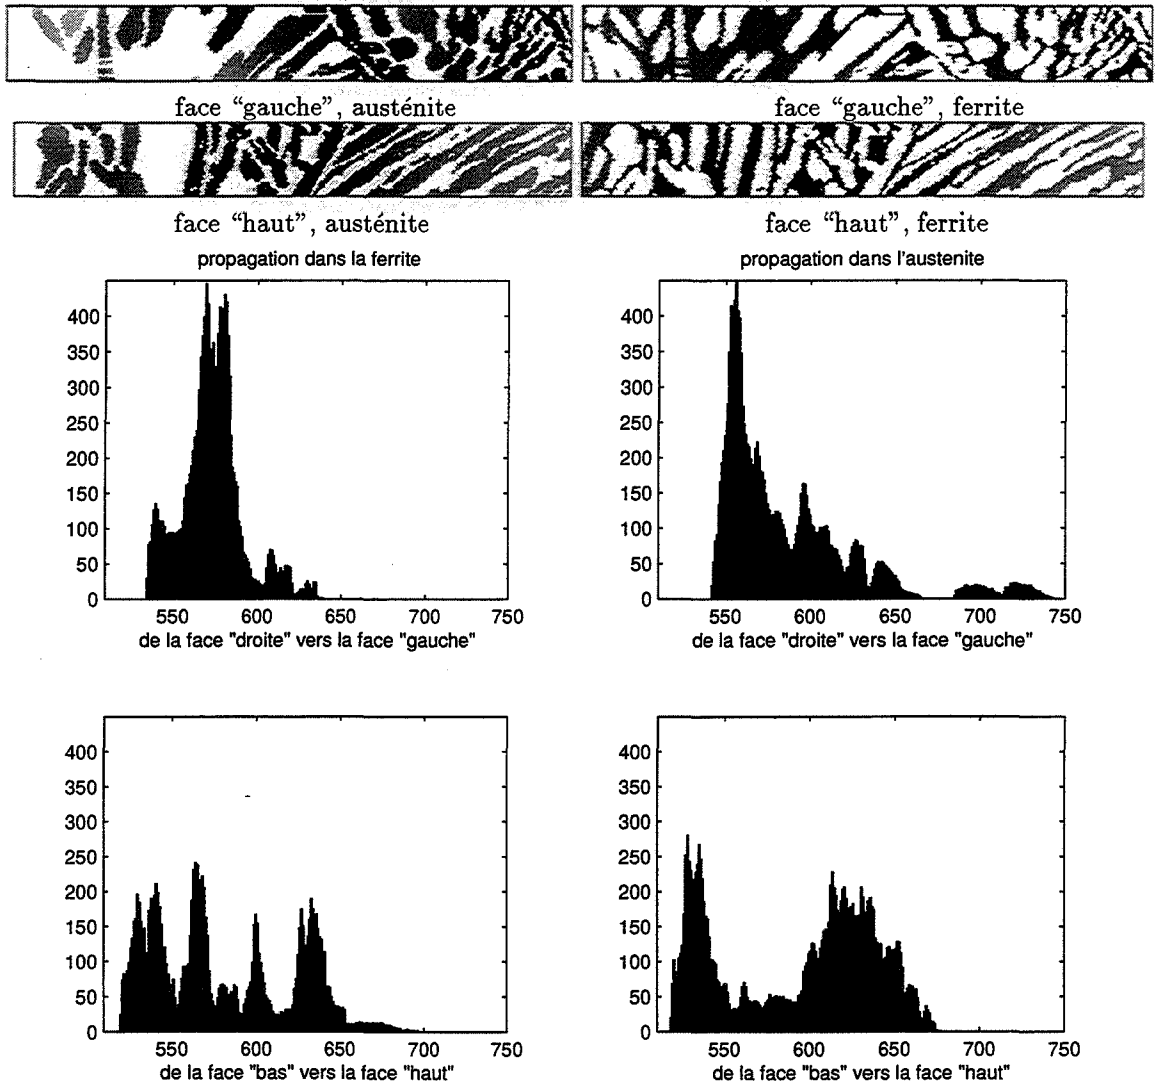 face “gauche”, austénite
face “gauche”, ferrite
face “haut”, austénite
face “haut”, ferrite
propagation dans la ferrite
400
350
300
250
200
150
100
50
0
550 600 650 700 750
de la face "droite" vers la face "gauche"
propagation dans l'austenite
400
350
300
250
200
150
100
50
0
550 600 650 700 750
de la face "droite" vers la face "gauche"
400
350
300
250
200
150
100
50
0
550 600 650 700 750
de la face "bas" vers la face "haut"
400
350
300
250
200
150
100
50
0
550 600 650 700 750
de la face "bas" vers la face "haut"